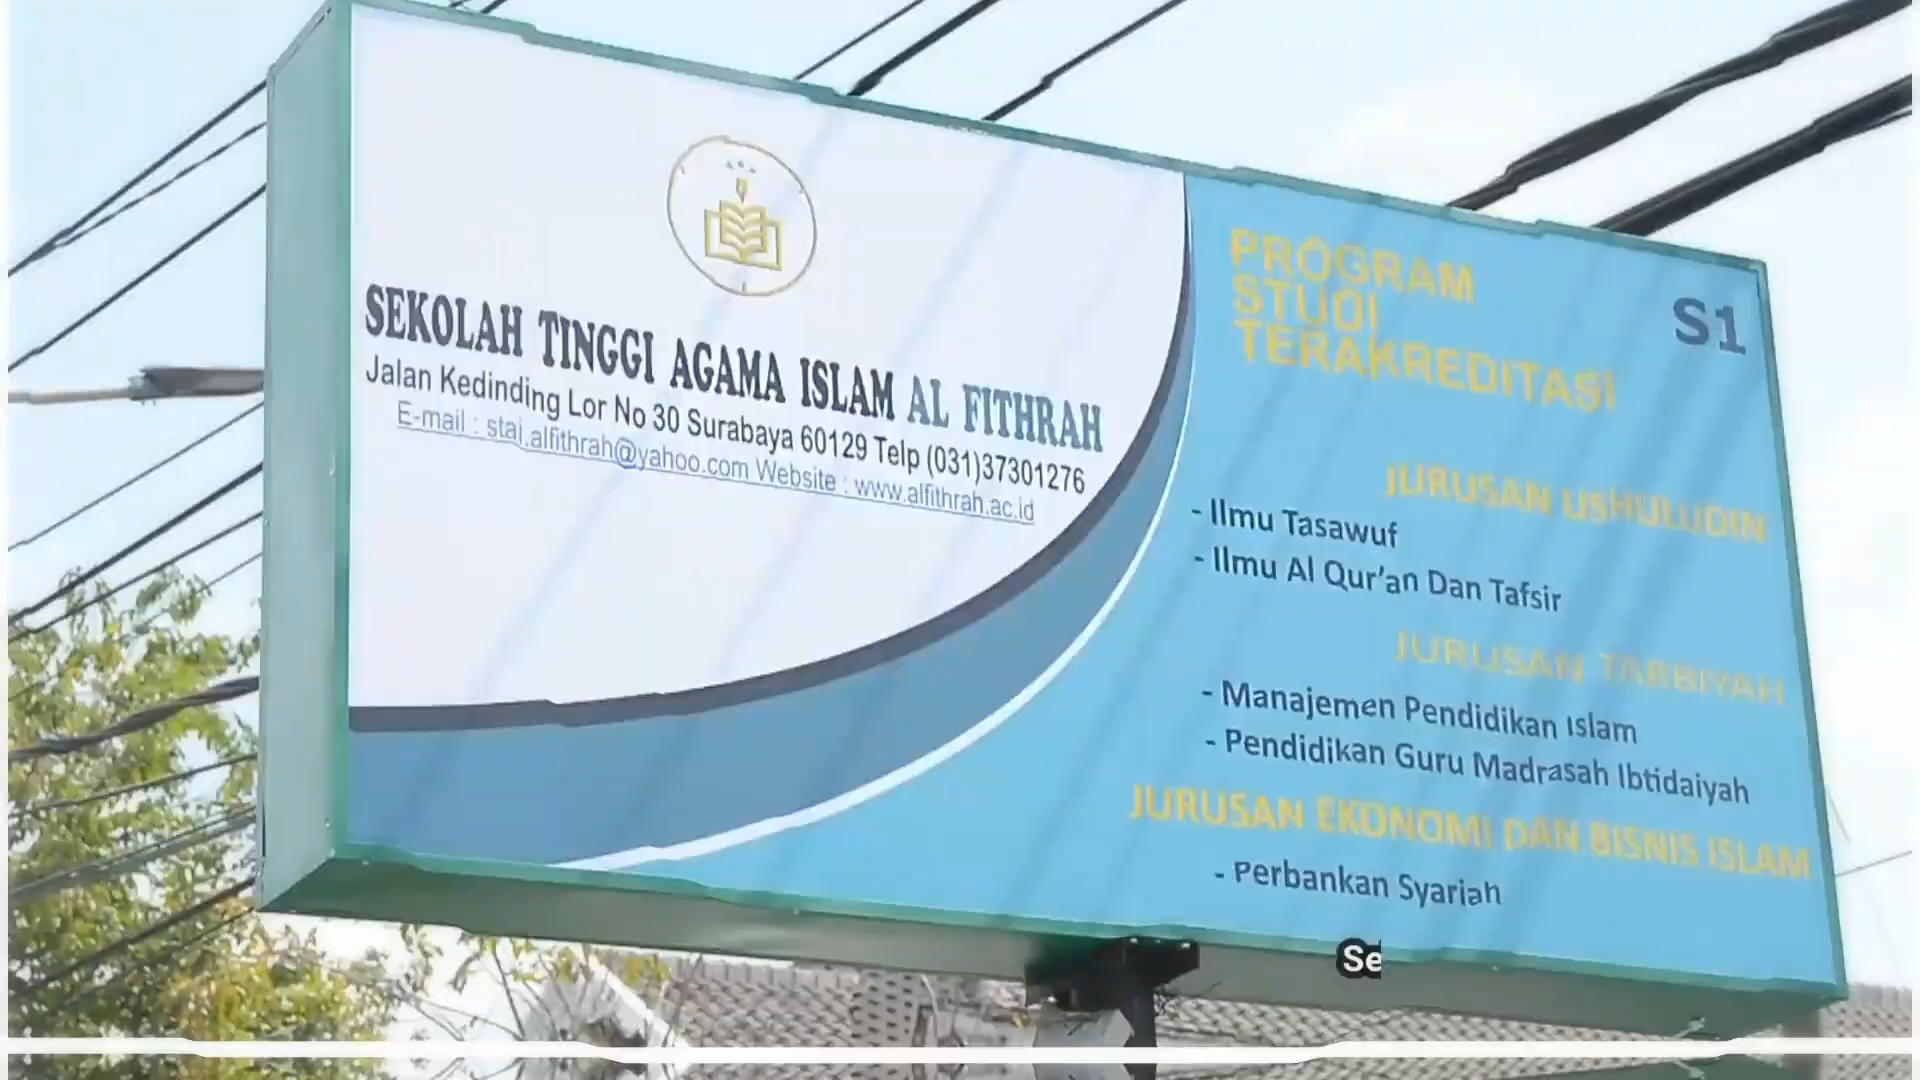 SEKOLAH TINGGI AGAMA ISLAM AL FITHRAH
Jalan Kedinding Lor No 30 Surabaya 60129 Telp (031)37301276
E-mail : stai.alfithrah@yahoo.com Website : www.alfithrah.ac.id
PROGRAM
STUDI
TERAKREDITASI
S1
JURUSAN USHULUDIN
- Ilmu Tasawuf
- Ilmu Al Qur'an Dan Tafsir
JURUSAN TARBIYAH
- Manajemen Pendidikan Islam
- Pendidikan Guru Madrasah Ibtidaiyah
JURUSAN EKONOMI DAN BISNIS ISLAM
- Perbankan Syariah
Se